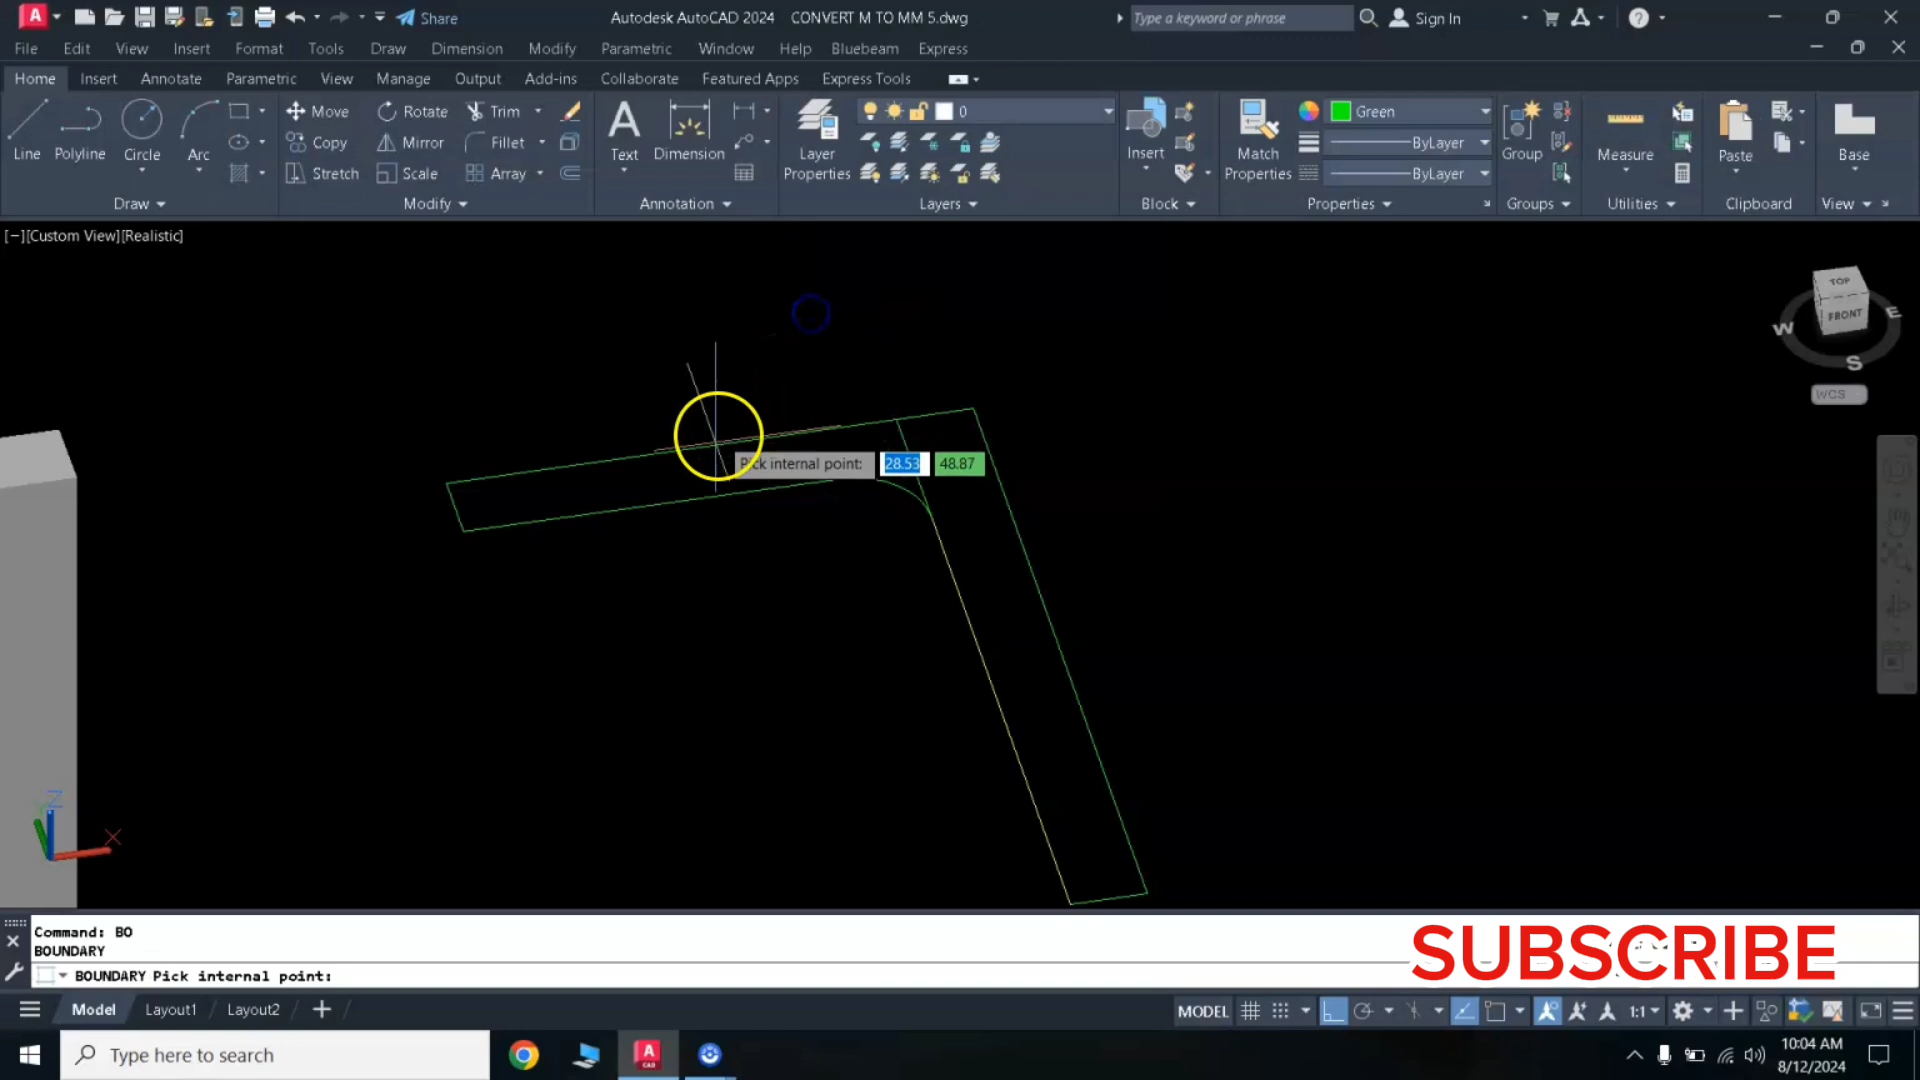 A Share Autodesk AutoCAD 2024 CONVERT M TO MM 5.dwg Type a keyword or phrase Sign In
File Edit View Insert Format Tools Draw Dimension Modify Parametric Window Help Bluebeam Express
Home Insert Annotate Parametric View Manage Output Add-ins Collaborate Featured Apps Express Tools
Line Polyline Circle Arc
Move Rotate Trim
Copy Mirror Fillet
Stretch Scale Array
Text Dimension
Layer Properties
0
Insert
Match Properties
Green
ByLayer
ByLayer
Group Measure Paste Base
Draw Modify Annotation Layers Block Properties Groups Utilities Clipboard View
[−][Custom View][Realistic]
TOP
FRONT
W E
S
WCS
Pick internal point: 28.53 48.87
Z
X
Command: BO
BOUNDARY
BOUNDARY Pick internal point:
SUBSCRIBE
Model Layout1 Layout2 MODEL 1:1
Type here to search
A
CAD
10:04 AM
8/12/2024